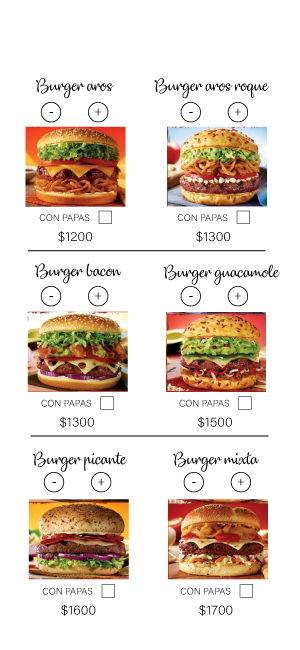 Burger aros
Burger aros roque
- +
- +
CON PAPAS
CON PAPAS
$1200
$1300
Burger bacon
Burger guacamole
- +
- +
CON PAPAS
CON PAPAS
$1300
$1500
Burger picante
Burger mixta
- +
- +
CON PAPAS
CON PAPAS
$1600
$1700